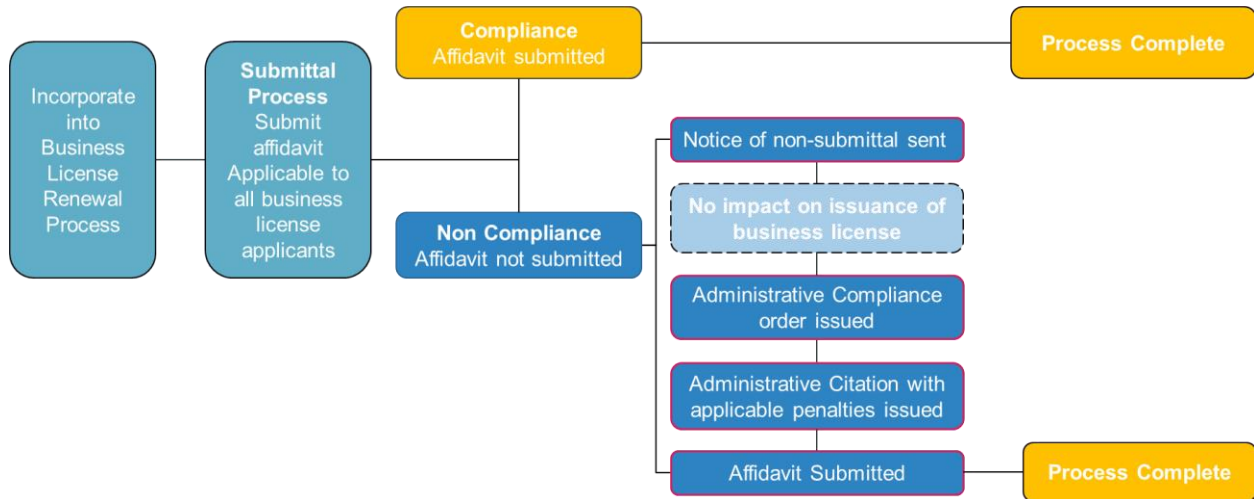 Incorporate
into
Business
License
Renewal
Process
Submittal
Process
Submit
affidavit
Applicable to
all business
license
applicants
Compliance
Affidavit submitted
Process Complete
Non Compliance
Affidavit not submitted
Notice of non-submittal sent
No impact on issuance of
business license
Administrative Compliance
order issued
Administrative Citation with
applicable penalties issued
Affidavit Submitted
Process Complete